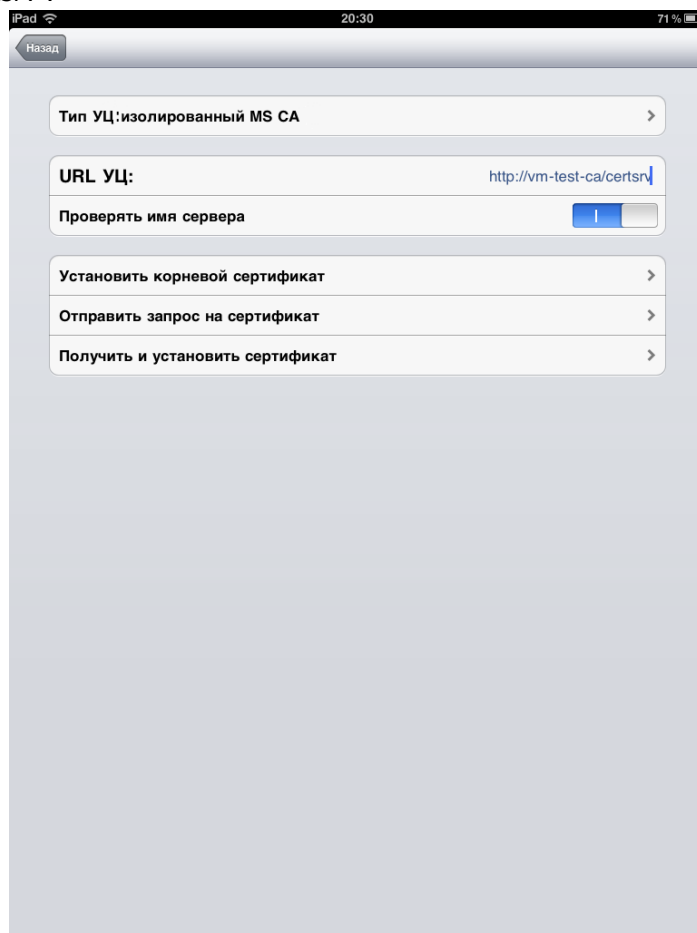 iPad 20:30 71 %
Назад
Тип УЦ:изолированный MS CA
URL УЦ: http://vm-test-ca/certsrv
Проверять имя сервера
Установить корневой сертификат
Отправить запрос на сертификат
Получить и установить сертификат